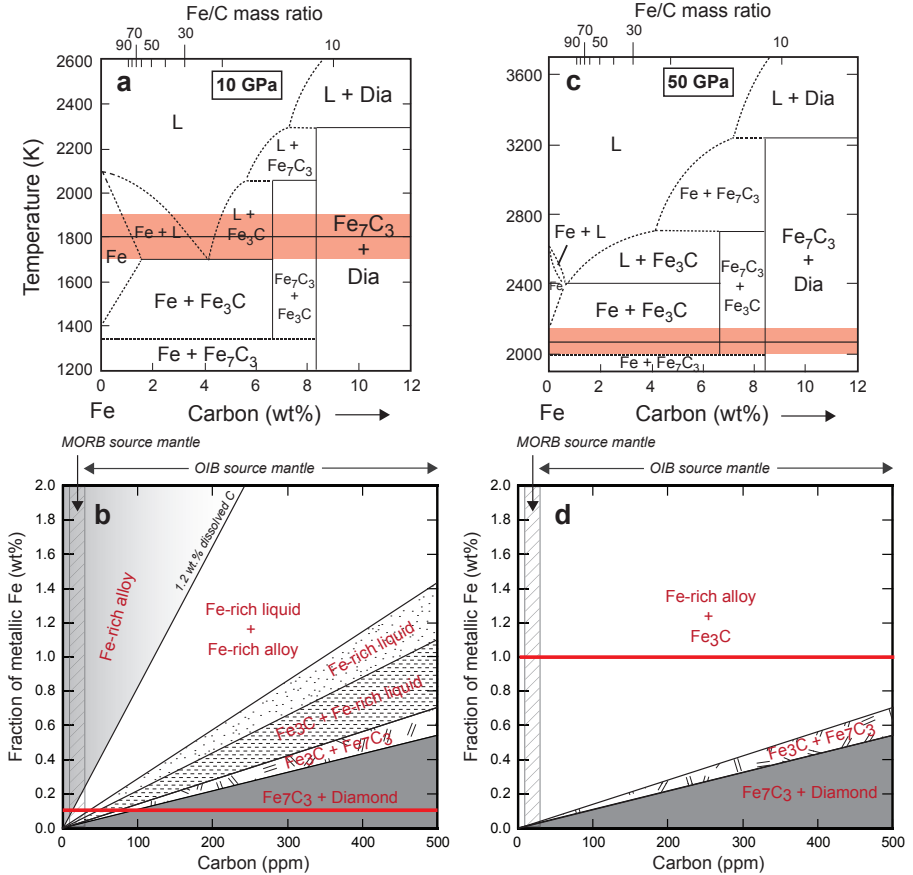 Fe/C mass ratio
90 70 50 30 10
a
10 GPa
L + Dia
L
L +
Fe7C3
L +
Fe3C
Fe + L
Fe
Fe7C3
+
Dia
Fe + Fe3C
Fe7C3
+
Fe3C
Fe + Fe7C3
Temperature (K)
2600
2400
2200
2000
1800
1600
1400
1200
0 2 4 6 8 10 12
Fe
Carbon (wt%)
Fe/C mass ratio
90 70 50 30 10
c
50 GPa
L + Dia
L
Fe + Fe7C3
Fe + L
Fe
L + Fe3C
Fe7C3
+
Fe3C
Fe7C3
+
Dia
Fe + Fe3C
Fe + Fe7C3
3600
3200
2800
2400
2000
0 2 4 6 8 10 12
Fe
Carbon (wt%)
MORB source mantle
OIB source mantle
b
1.2 wt.% dissolved C
Fe-rich alloy
Fe-rich liquid
+
Fe-rich alloy
Fe-rich liquid
Fe3C + Fe-rich liquid
Fe3C + Fe7C3
Fe7C3 + Diamond
Fraction of metallic Fe (wt%)
2.0
1.8
1.6
1.4
1.2
1.0
0.8
0.6
0.4
0.2
0.0
0 100 200 300 400 500
Carbon (ppm)
MORB source mantle
OIB source mantle
d
Fe-rich alloy
+
Fe3C
Fe3C + Fe7C3
Fe7C3 + Diamond
Fraction of metallic Fe (wt%)
2.0
1.8
1.6
1.4
1.2
1.0
0.8
0.6
0.4
0.2
0.0
0 100 200 300 400 500
Carbon (ppm)